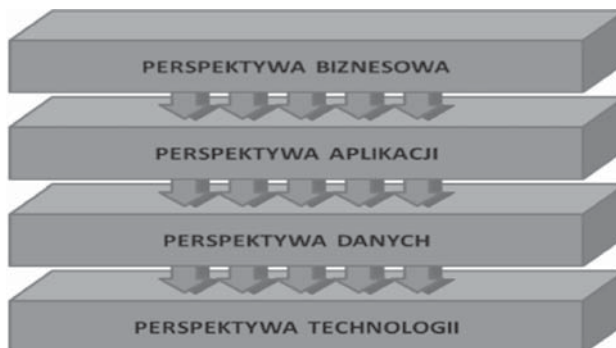 PERSPEKTYWA BIZNESOWA
PERSPEKTYWA APLIKACJI
PERSPEKTYWA DANYCH
PERSPEKTYWA TECHNOLOGII